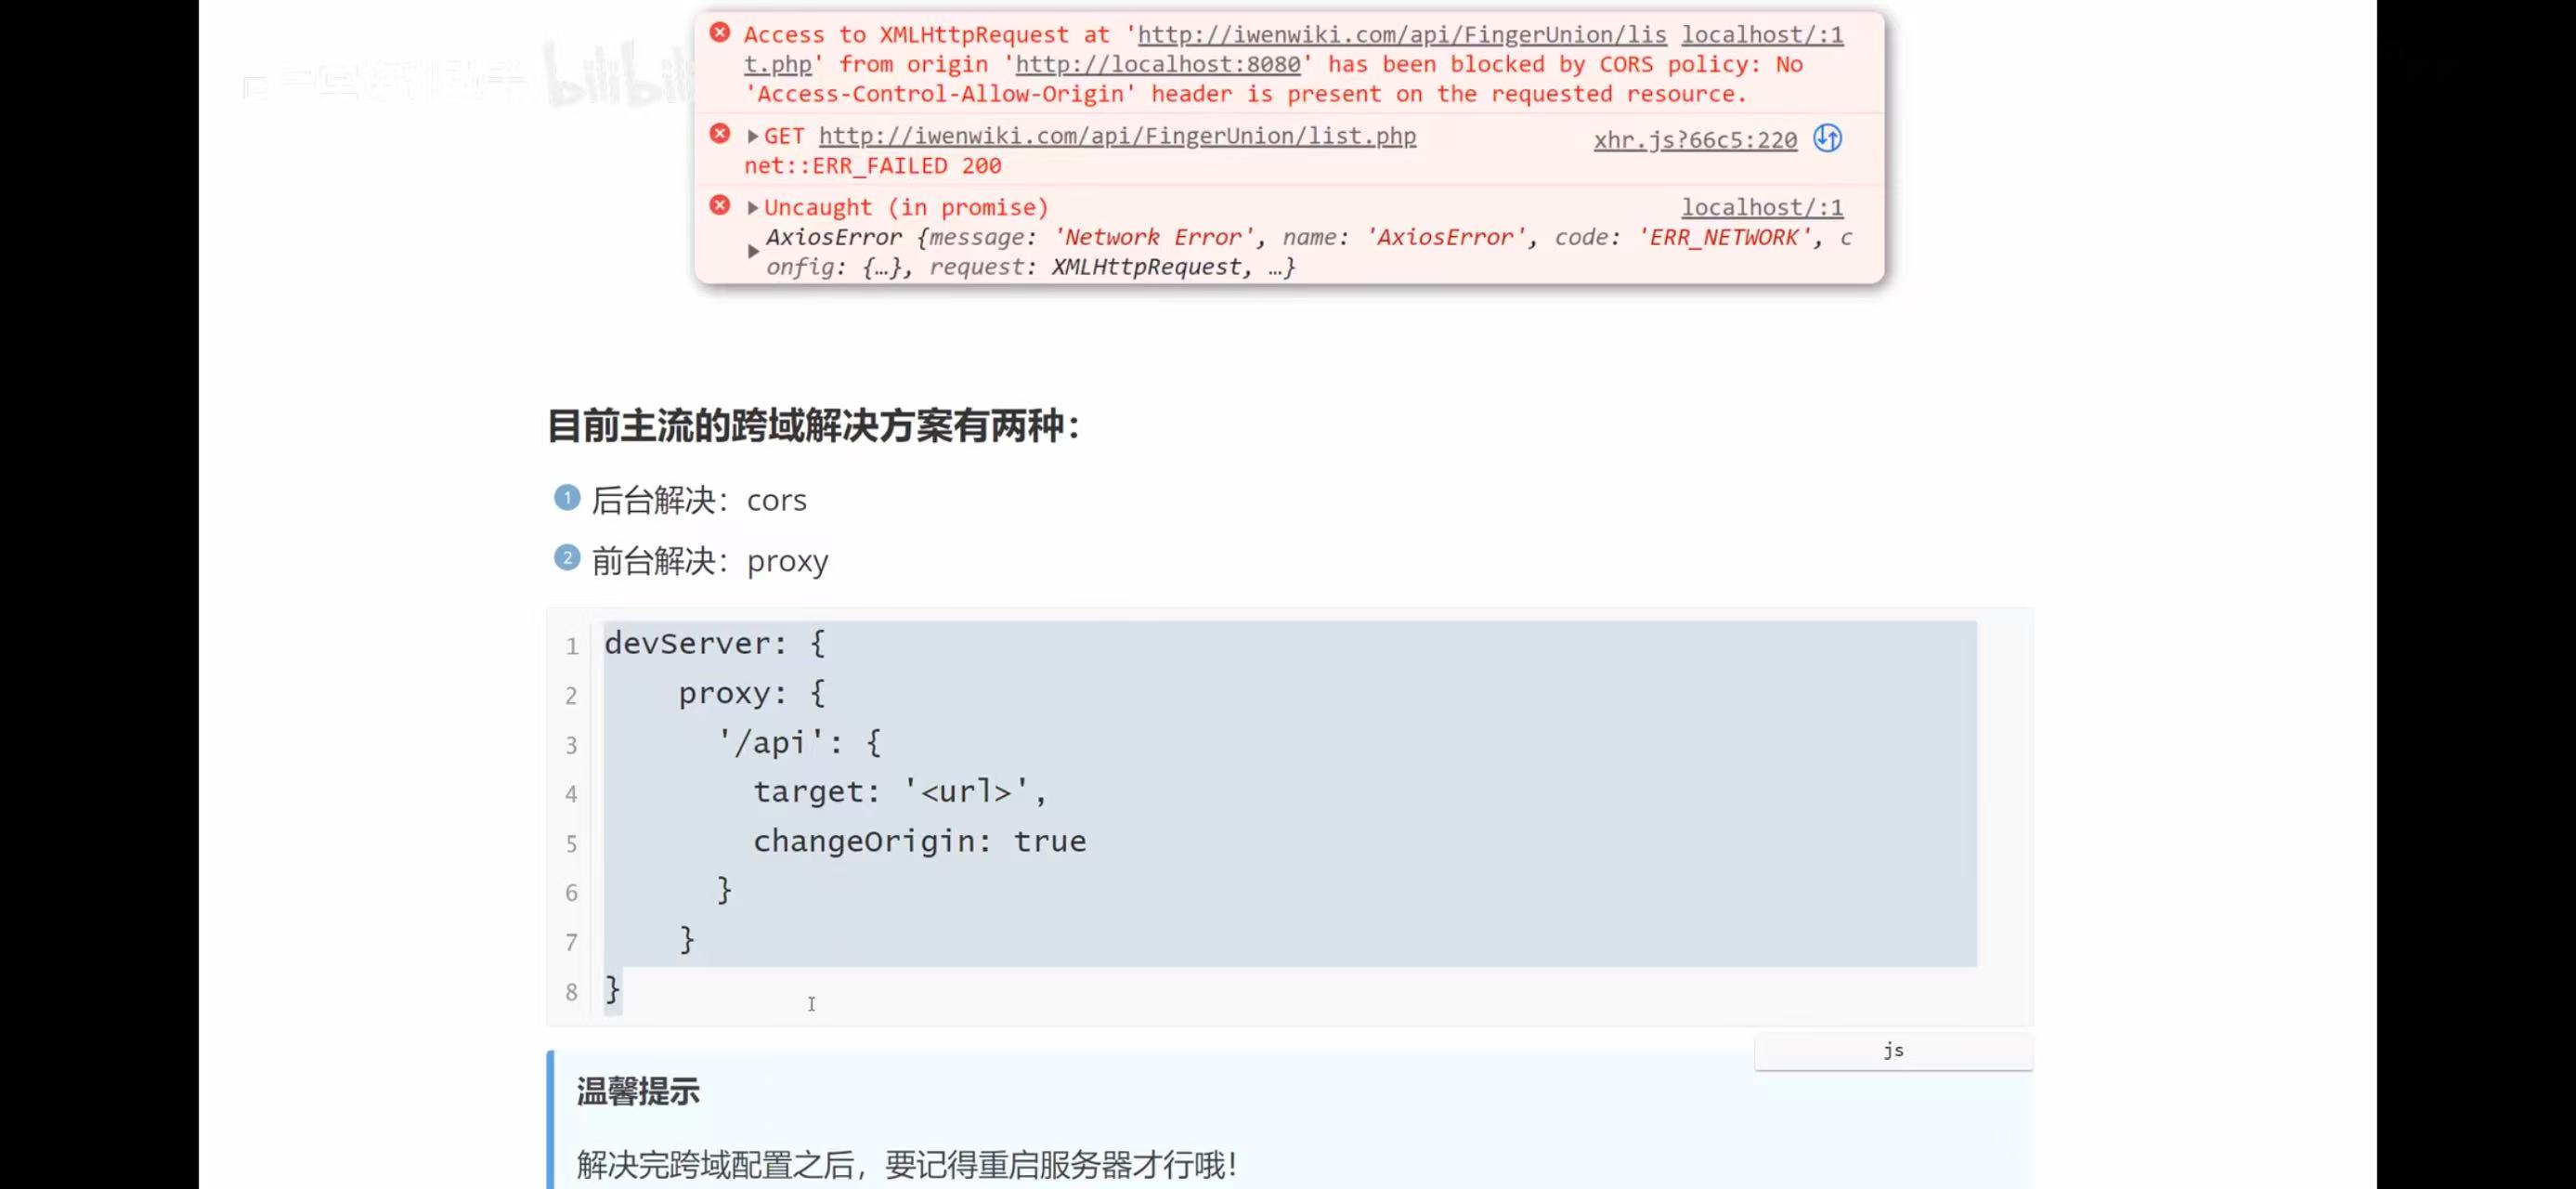 Access to XMLHttpRequest at 'http://iwenwiki.com/api/FingerUnion/lis localhost/:1
t.php' from origin 'http://localhost:8080' has been blocked by CORS policy: No
'Access-Control-Allow-Origin' header is present on the requested resource.
GET http://iwenwiki.com/api/FingerUnion/list.php xhr.js?66c5:220
net::ERR_FAILED 200
Uncaught (in promise) localhost/:1
AxiosError {message: 'Network Error', name: 'AxiosError', code: 'ERR_NETWORK', c
onfig: {…}, request: XMLHttpRequest, …}
bilibili
目前主流的跨域解决方案有两种：
1 后台解决：cors
2 前台解决：proxy
1 devServer: {
2 proxy: {
3 '/api': {
4 target: '<url>',
5 changeOrigin: true
6 }
7 }
8 }
js
温馨提示
解决完跨域配置之后，要记得重启服务器才行哦！